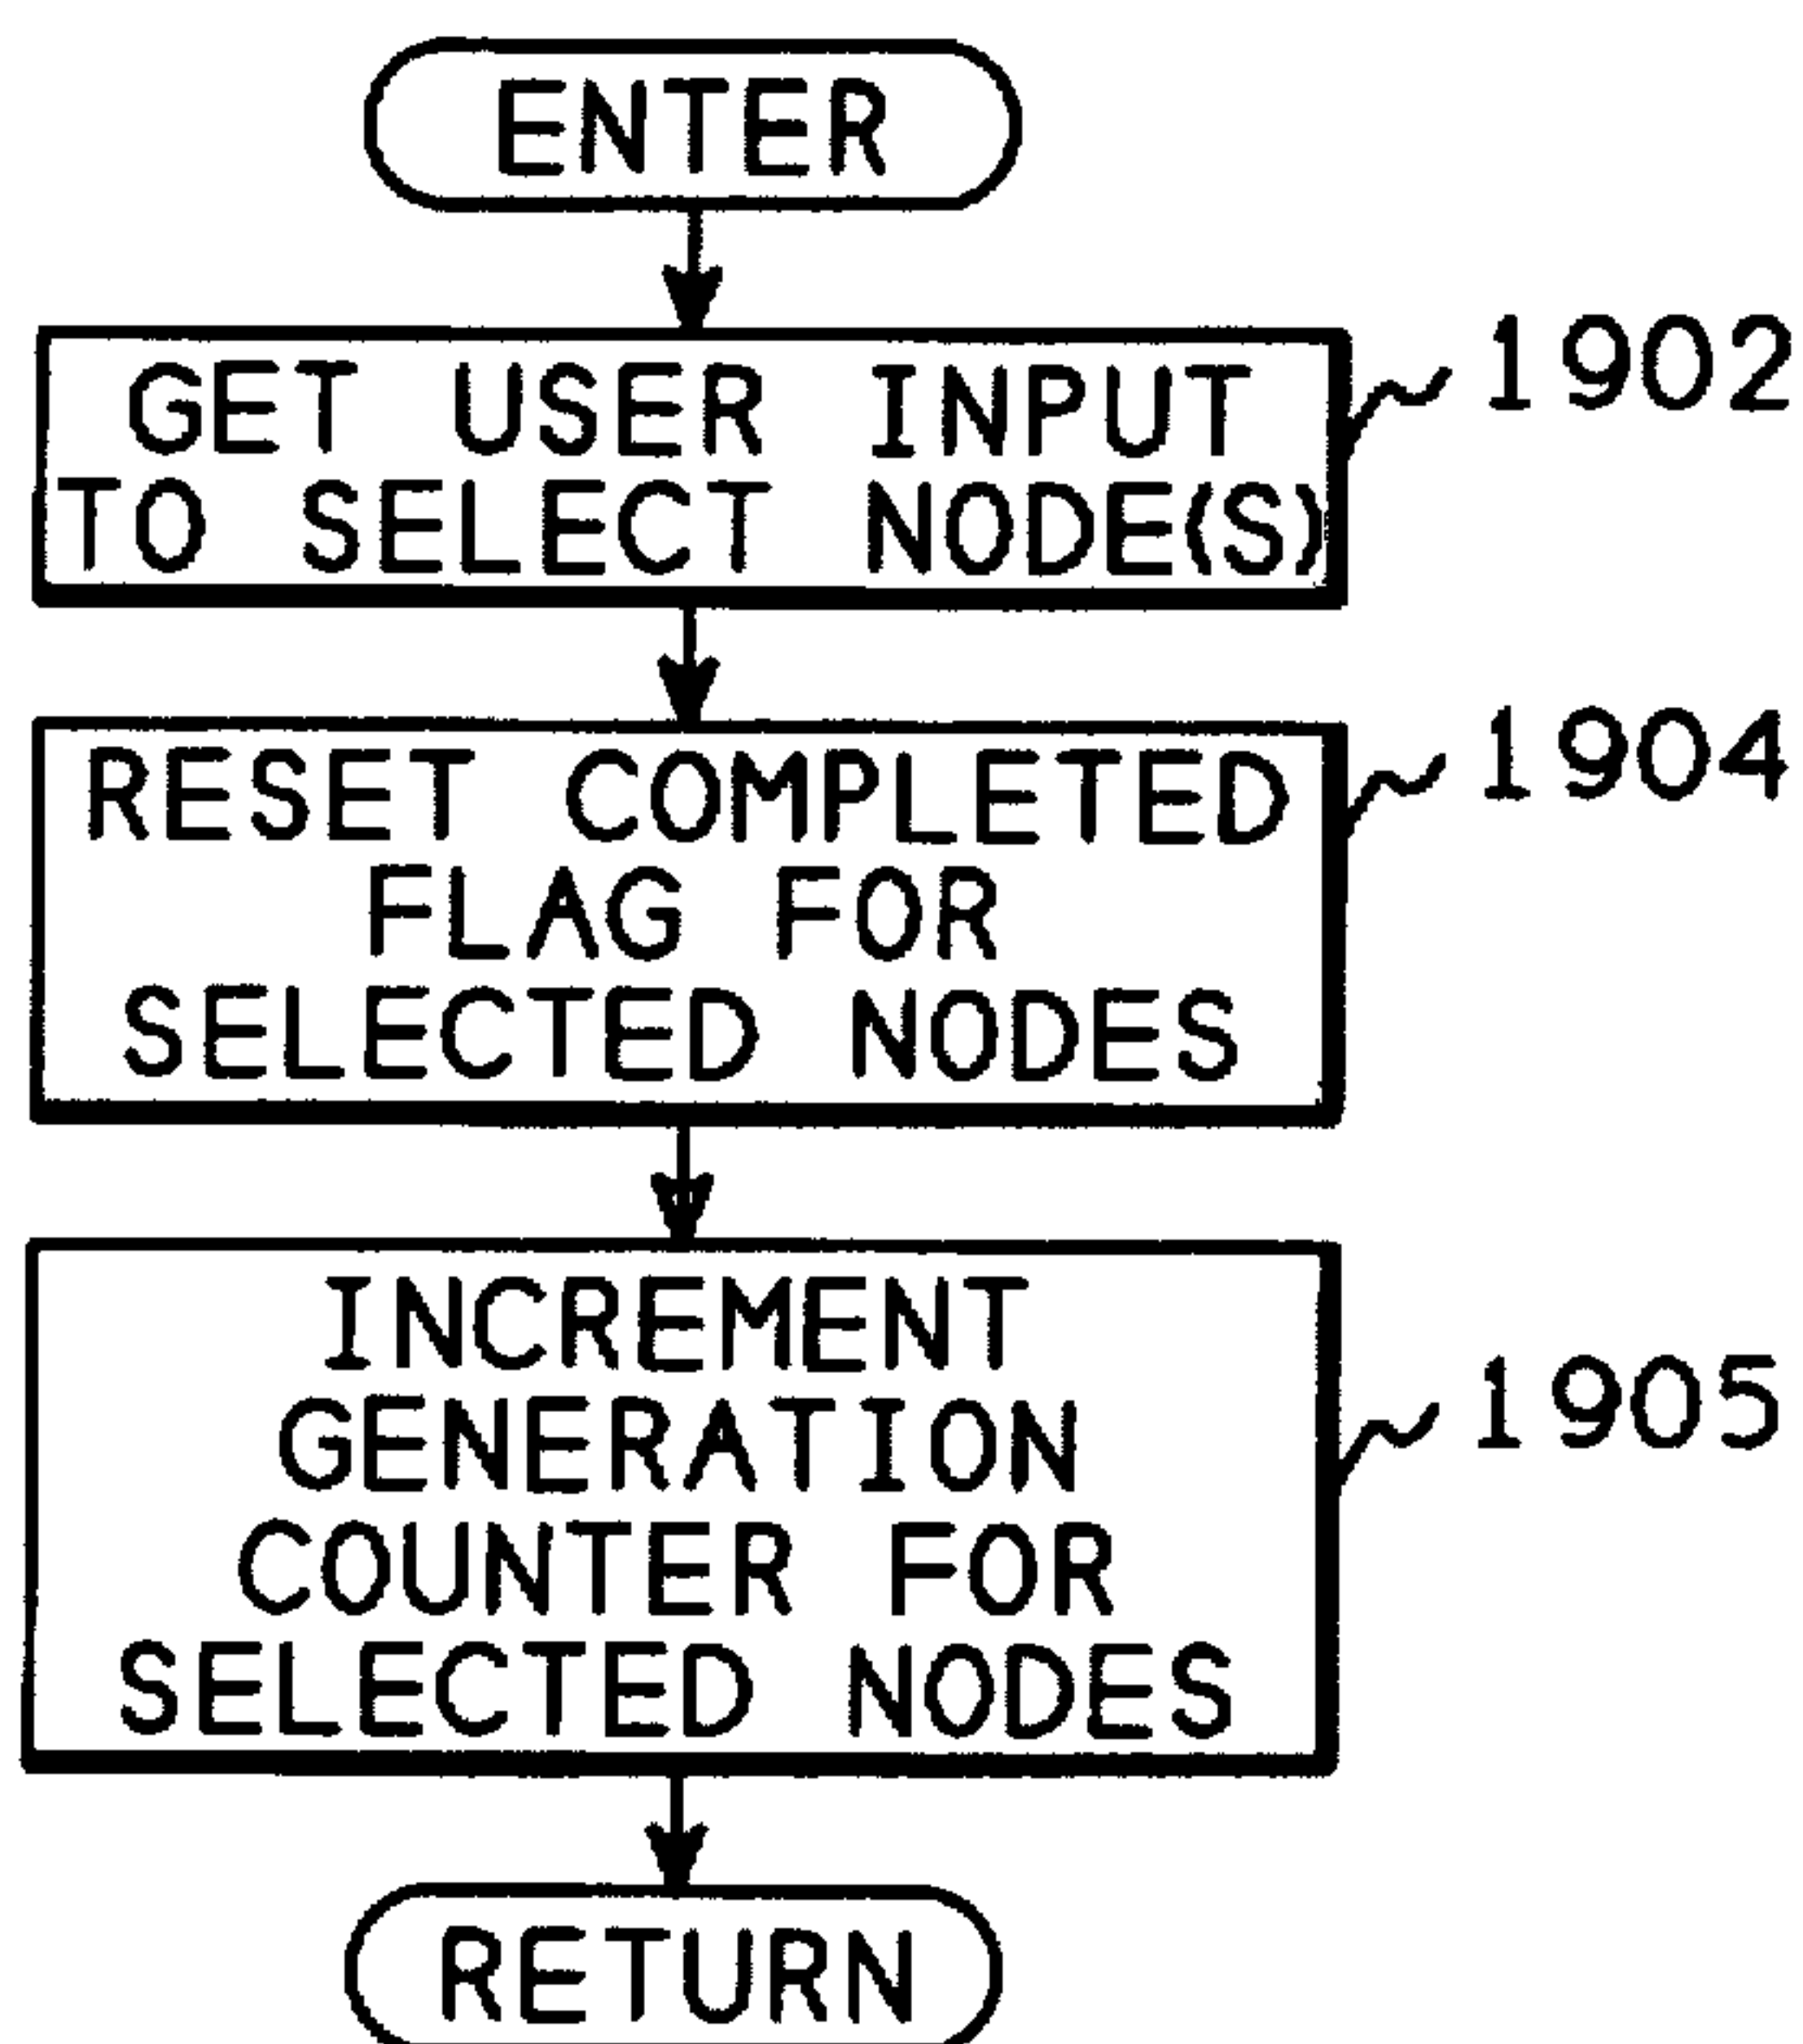 ENTER
GET USER INPUT
TO SELECT NODE(S)
1902
RESET COMPLETED
FLAG FOR
SELECTED NODES
1904
INCREMENT
GENERATION
COUNTER FOR
SELECTED NODES
1905
RETURN